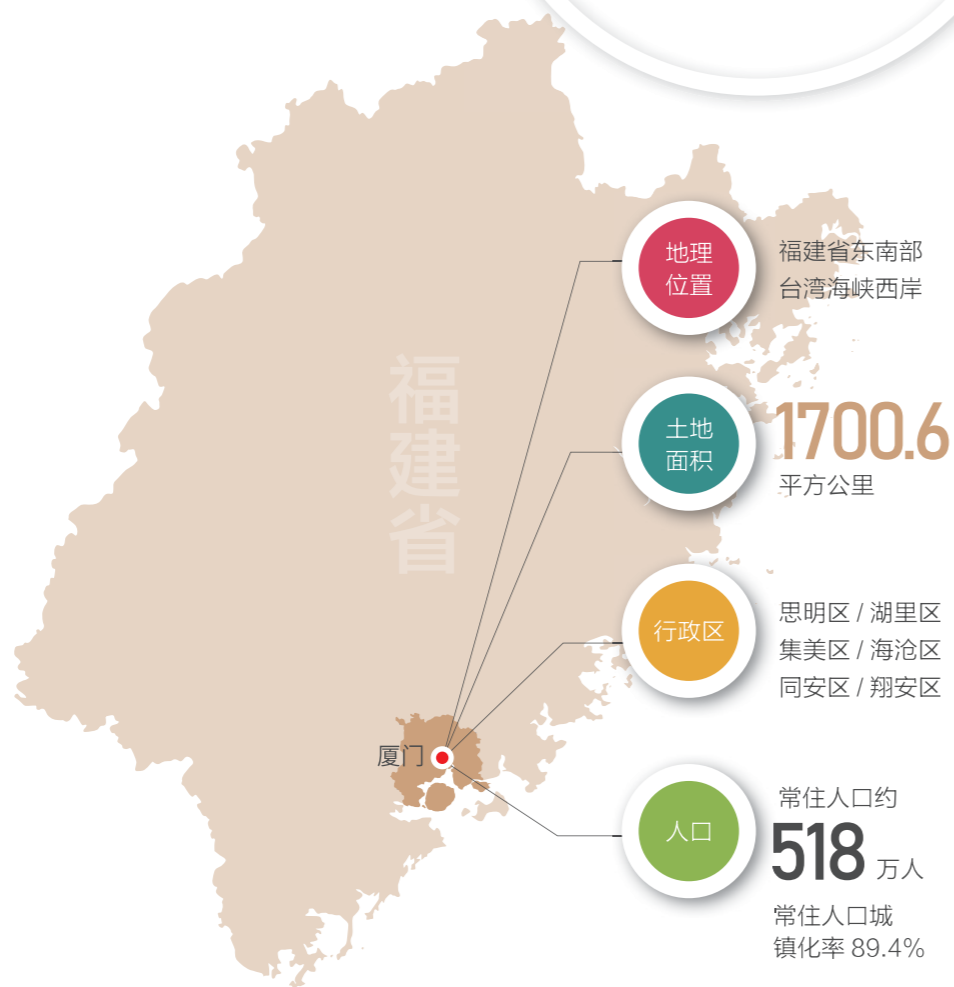 地理
位置
福建省东南部
台湾海峡西岸
福建省
土地
面积
1700.6
平方公里
行政区
思明区 / 湖里区
集美区 / 海沧区
同安区 / 翔安区
厦门
人口
常住人口约
518 万人
常住人口城
镇化率 89.4%